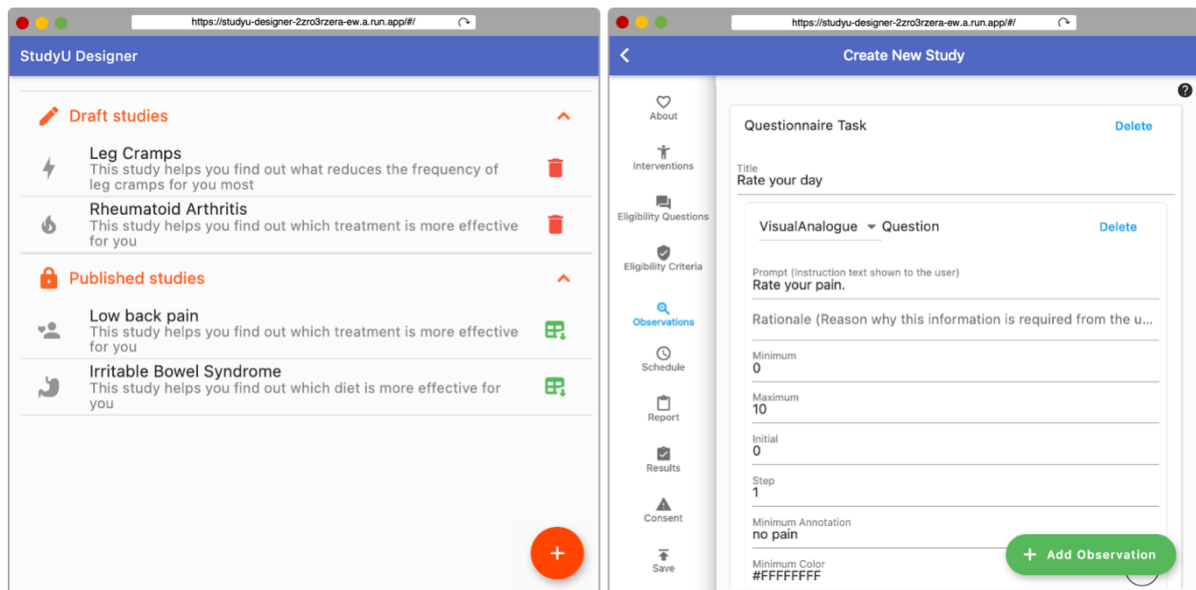 https://studyu-designer-2zro3rzera-ew.a.run.app/#/
StudyU Designer
Draft studies
Leg Cramps
This study helps you find out what reduces the frequency of
leg cramps for you most
Rheumatoid Arthritis
This study helps you find out which treatment is more effective
for you
Published studies
Low back pain
This study helps you find out which treatment is more effective
for you
Irritable Bowel Syndrome
This study helps you find out which diet is more effective for
you
+
https://studyu-designer-2zro3rzera-ew.a.run.app/#/
Create New Study
?
About
Interventions
Eligibility Questions
Eligibility Criteria
Observations
Schedule
Report
Results
Consent
Save
Questionnaire Task Delete
Title
Rate your day
VisualAnalogue Question Delete
Prompt (Instruction text shown to the user)
Rate your pain.
Rationale (Reason why this information is required from the u...
Minimum
0
Maximum
10
Initial
0
Step
1
Minimum Annotation
no pain
Minimum Color
#FFFFFFFF
+ Add Observation